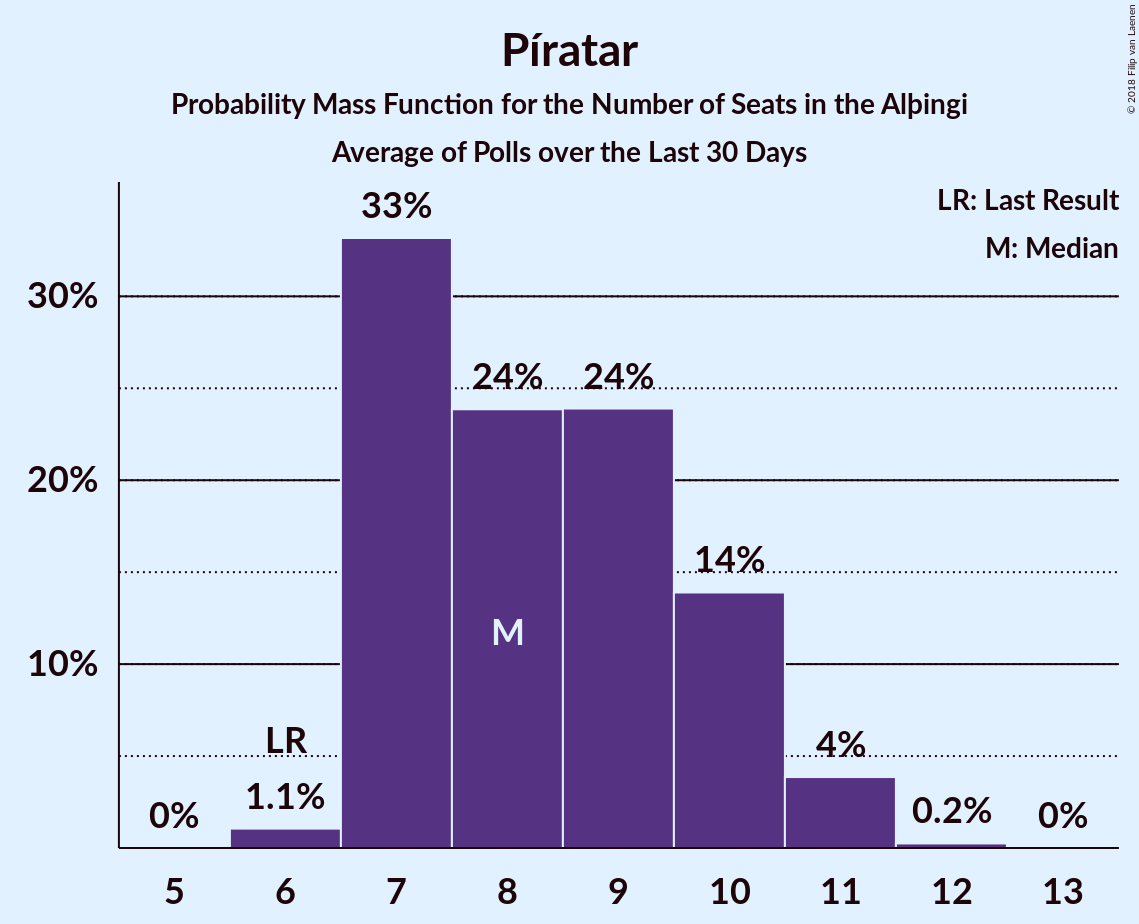 Píratar
Probability Mass Function for the Number of Seats in the Alþingi
Average of Polls over the Last 30 Days
© 2018 Filip van Laenen
LR: Last Result
M: Median
33%
30%
24% 24%
20%
14%
M
10%
LR
4%
0% 1.1% 0.2% 0%
5 6 7 8 9 10 11 12 13